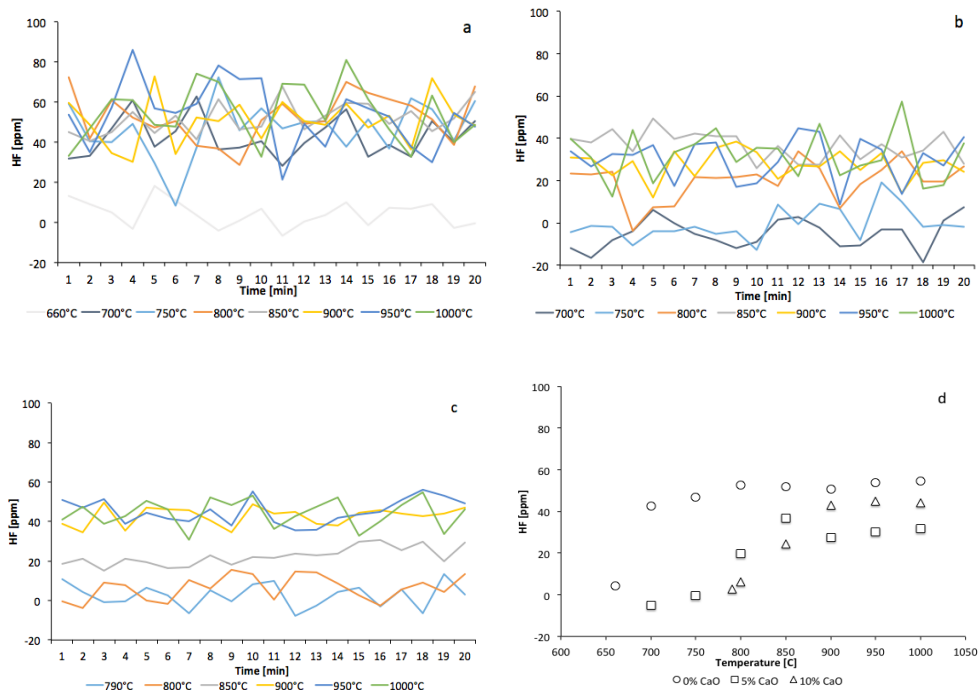 a
HF [ppm]
100
80
60
40
20
0
-20
1 2 3 4 5 6 7 8 9 10 11 12 13 14 15 16 17 18 19 20
Time [min]
660°C 700°C 750°C 800°C 850°C 900°C 950°C 1000°C
b
HF [ppm]
100
80
60
40
20
0
-20
1 2 3 4 5 6 7 8 9 10 11 12 13 14 15 16 17 18 19 20
Time [min]
700°C 750°C 800°C 850°C 900°C 950°C 1000°C
c
HF [ppm]
100
80
60
40
20
0
-20
1 2 3 4 5 6 7 8 9 10 11 12 13 14 15 16 17 18 19 20
Time [min]
790°C 800°C 850°C 900°C 950°C 1000°C
d
HF [ppm]
100
80
60
40
20
0
-20
600 650 700 750 800 850 900 950 1000 1050
Temperature [C]
0% CaO 5% CaO 10% CaO